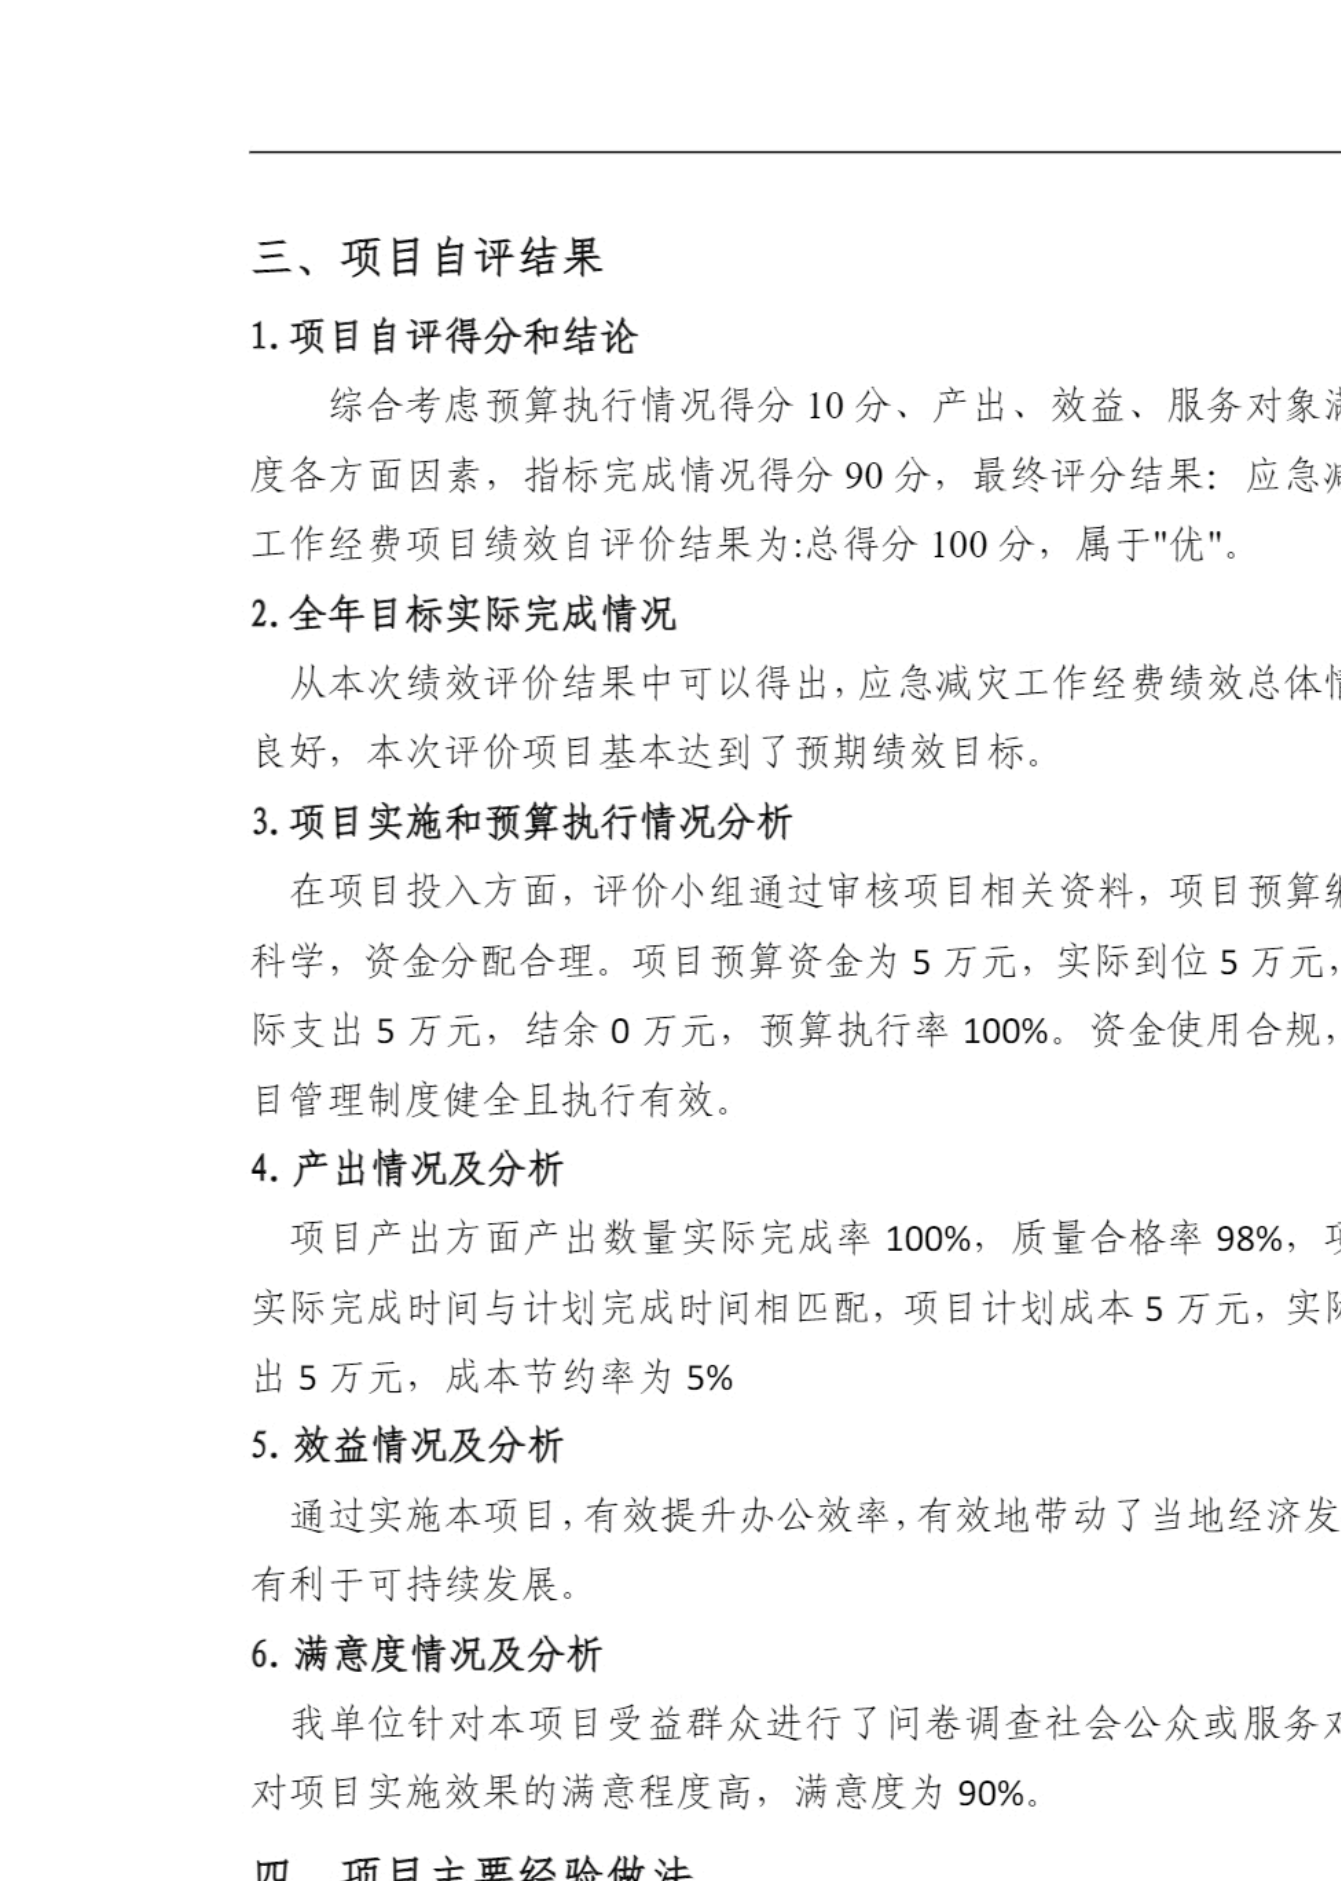 三、项目自评结果
1.项目自评得分和结论
综合考虑预算执行情况得分 10 分、产出、效益、服务对象满
度各方面因素，指标完成情况得分 90 分，最终评分结果： 应急减
工作经费项目绩效自评价结果为:总得分 100 分，属于"优"。
2.全年目标实际完成情况
从本次绩效评价结果中可以得出，应急减灾工作经费绩效总体情
良好，本次评价项目基本达到了预期绩效目标。
3.项目实施和预算执行情况分析
在项目投入方面，评价小组通过审核项目相关资料，项目预算编
科学，资金分配合理。项目预算资金为 5 万元，实际到位 5 万元，
际支出 5 万元，结余 0 万元，预算执行率 100%。资金使用合规，
目管理制度健全且执行有效。
4. 产出情况及分析
项目产出方面产出数量实际完成率 100%，质量合格率 98%，项
实际完成时间与计划完成时间相匹配，项目计划成本 5 万元，实际
出 5 万元，成本节约率为 5%
5. 效益情况及分析
通过实施本项目，有效提升办公效率，有效地带动了当地经济发
有利于可持续发展。
6. 满意度情况及分析
我单位针对本项目受益群众进行了问卷调查社会公众或服务对
对项目实施效果的满意程度高，满意度为 90%。
四、项目主要经验做法